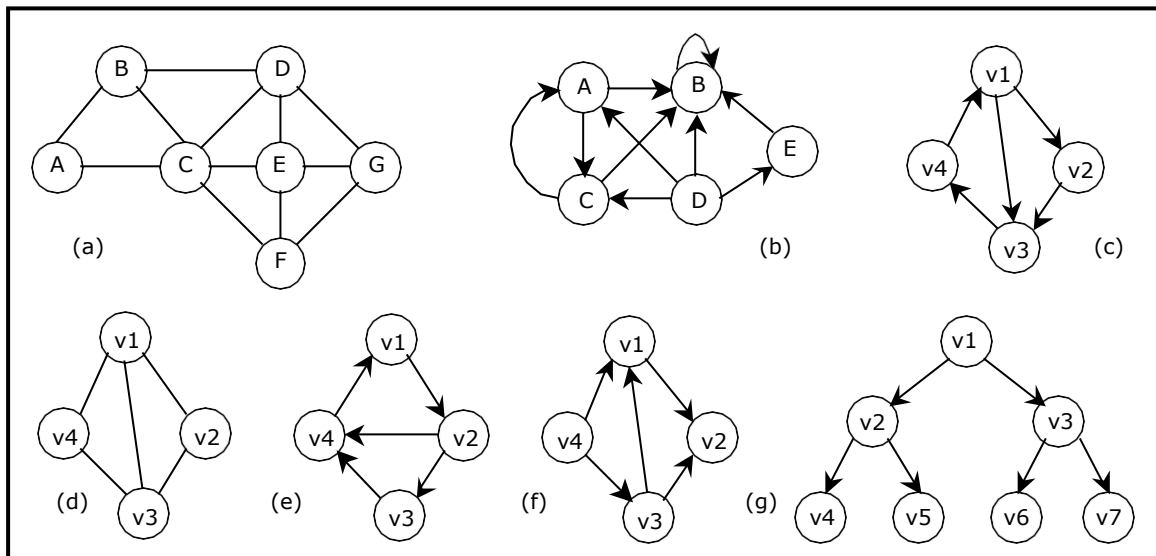 B D
A C E G
F
(a)
A B
E
C D
(b)
v1
v4 v2
v3
(c)
v1
v4 v2
v3
(d)
v1
v4 v2
v3
(e)
v1
v4 v2
v3
(f)
v1
v2 v3
v4 v5 v6 v7
(g)